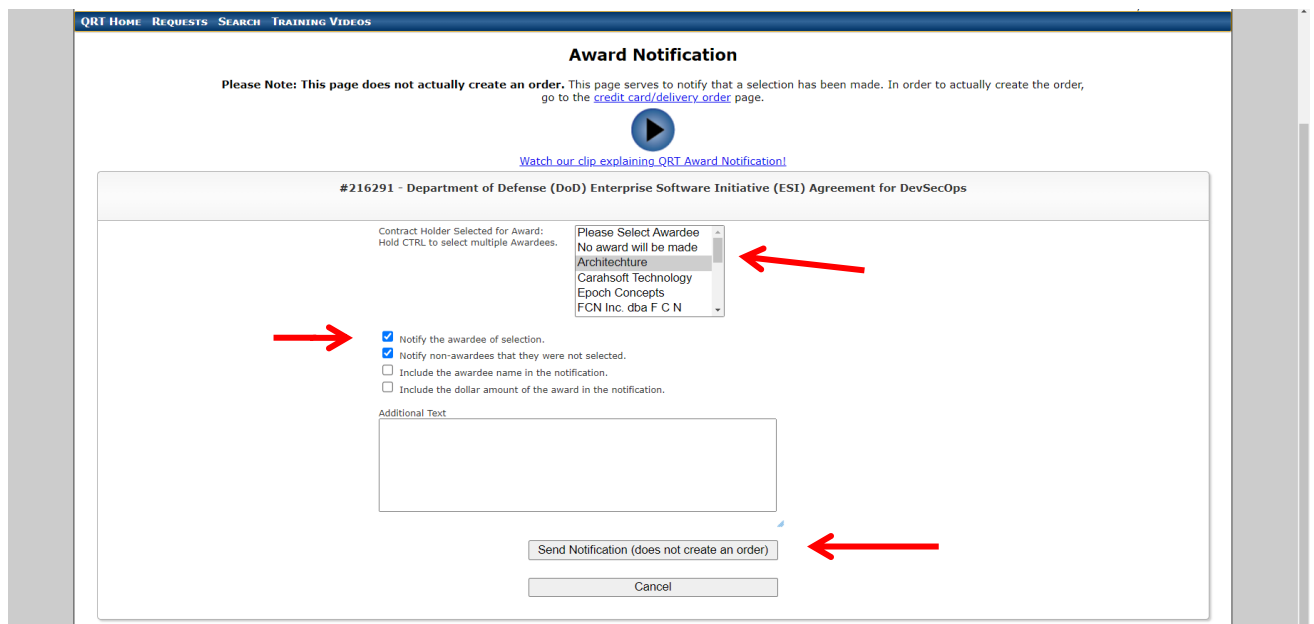 QRT Home Requests Search Training Videos
Award Notification
Please Note: This page does not actually create an order. This page serves to notify that a selection has been made. In order to actually create the order,
go to the credit card/delivery order page.
Watch our clip explaining QRT Award Notification!
#216291 - Department of Defense (DoD) Enterprise Software Initiative (ESI) Agreement for DevSecOps
Contract Holder Selected for Award:
Hold CTRL to select multiple Awardees.
Please Select Awardee
No award will be made
Architechture
Carahsoft Technology
Epoch Concepts
FCN Inc. dba F C N
Notify the awardee of selection.
Notify non-awardees that they were not selected.
Include the awardee name in the notification.
Include the dollar amount of the award in the notification.
Additional Text
Send Notification (does not create an order)
Cancel